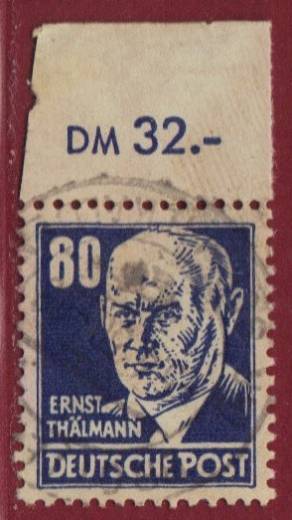 DM 32.-
80
ERNST
THÄLMANN
DEUTSCHE POST